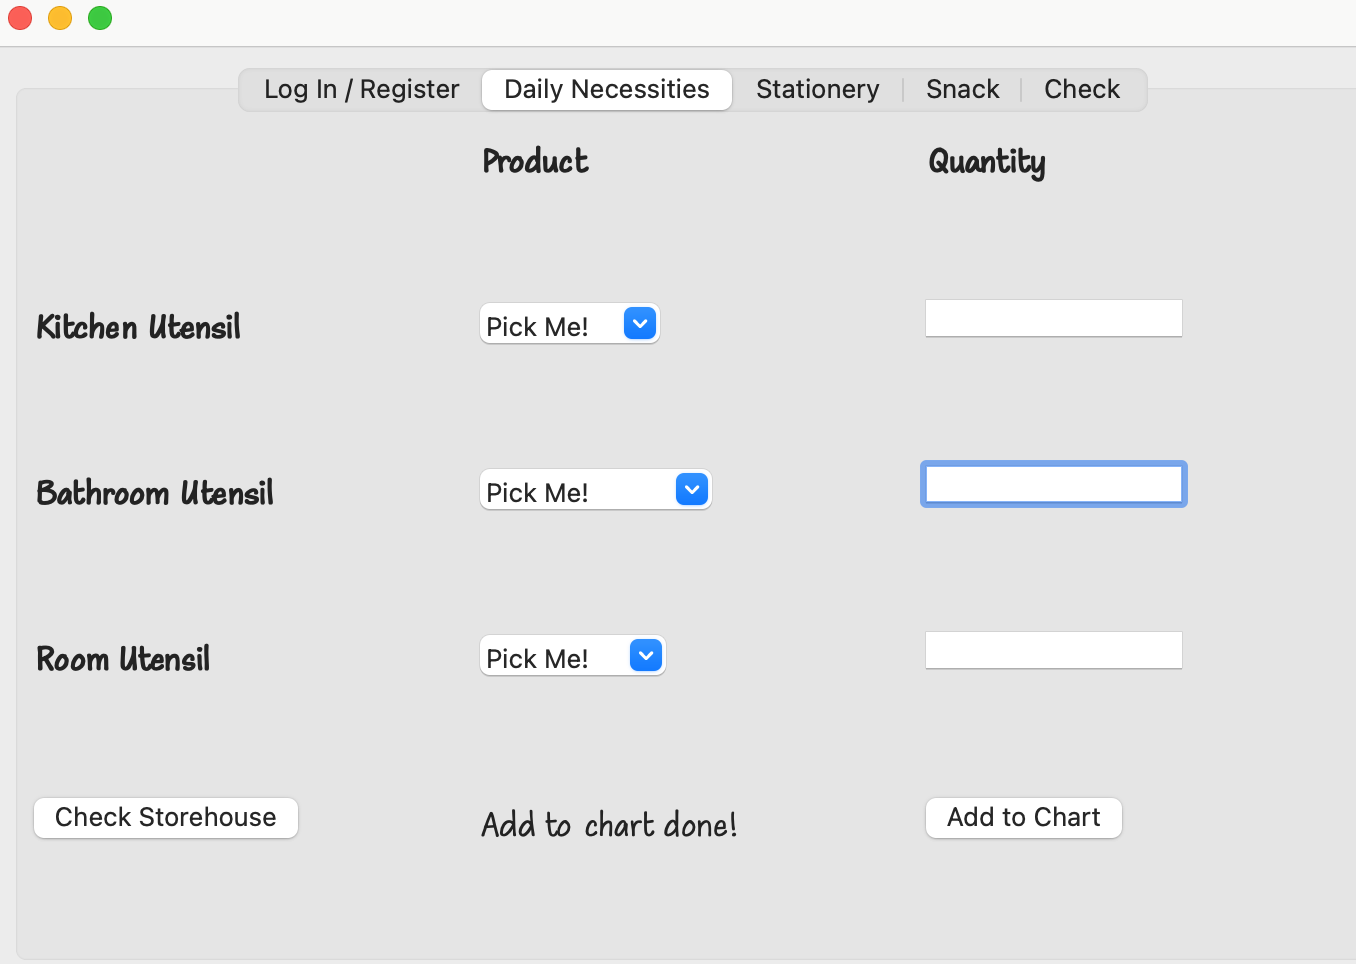 Log In / Register Daily Necessities Stationery Snack Check
Product Quantity
Kitchen Utensil Pick Me!
Bathroom Utensil Pick Me!
Room Utensil Pick Me!
Check Storehouse Add to chart done! Add to Chart